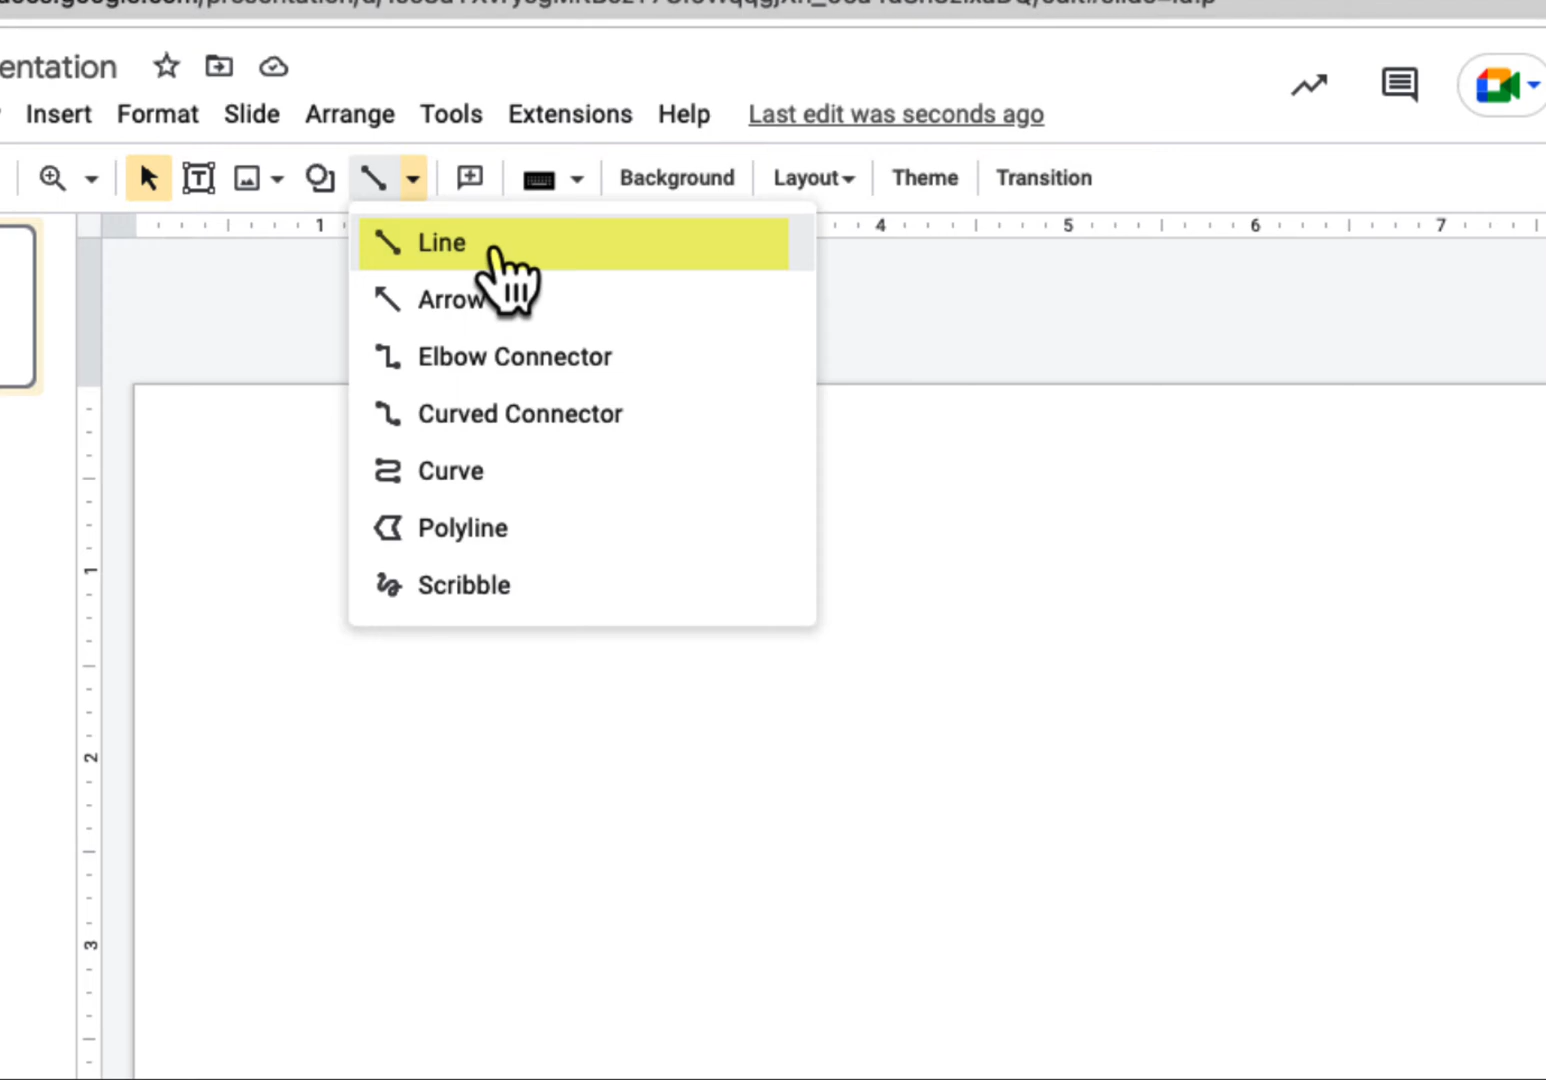 entation
Insert Format Slide Arrange Tools Extensions Help Last edit was seconds ago
Background Layout Theme Transition
1 4 5 6 7
Line
Arrow
Elbow Connector
Curved Connector
Curve
Polyline
Scribble
1
2
3